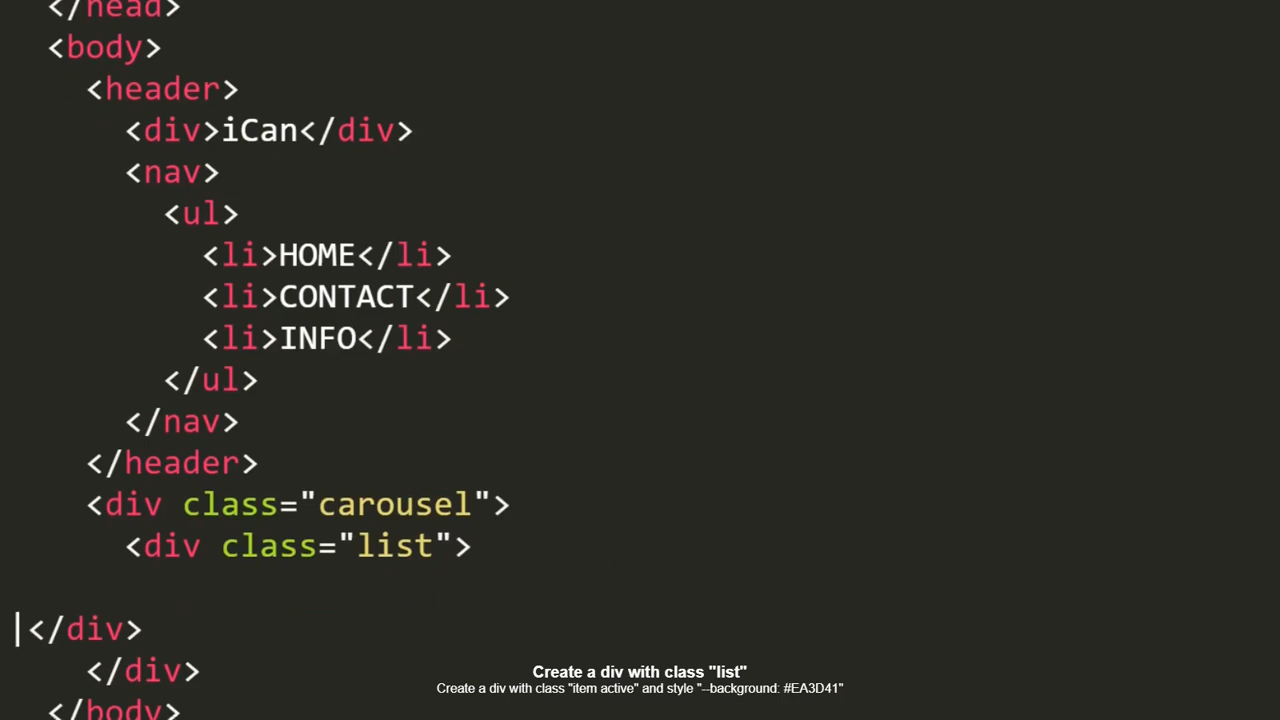 </head>
<body>
<header>
<div>iCan</div>
<nav>
<ul>
<li>HOME</li>
<li>CONTACT</li>
<li>INFO</li>
</ul>
</nav>
</header>
<div class="carousel">
<div class="list">
</div>
</div>
</body>
Create a div with class "list"
Create a div with class "item active" and style "--background: #EA3D41"